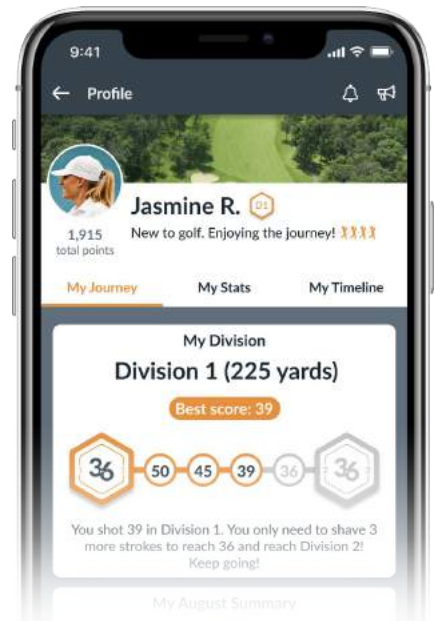 9:41
Profile
Jasmine R. D1
1,915
total points
New to golf. Enjoying the journey!
My Journey My Stats My Timeline
My Division
Division 1 (225 yards)
Best score: 39
36 50 45 39 36 36
You shot 39 in Division 1. You only need to shave 3
more strokes to reach 36 and reach Division 2!
Keep going!
My August Summary